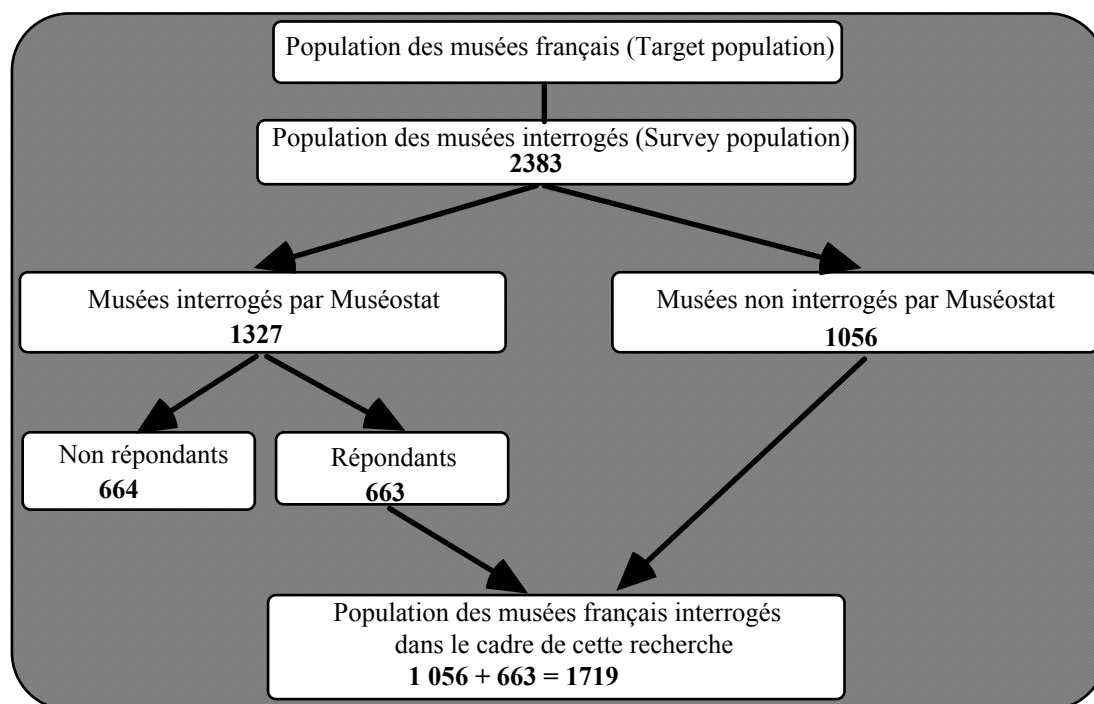 Population des musées français (Target population)
Population des musées interrogés (Survey population)
2383
Musées interrogés par Muséostat
1327
Musées non interrogés par Muséostat
1056
Non répondants
664
Répondants
663
Population des musées français interrogés
dans le cadre de cette recherche
1 056 + 663 = 1719